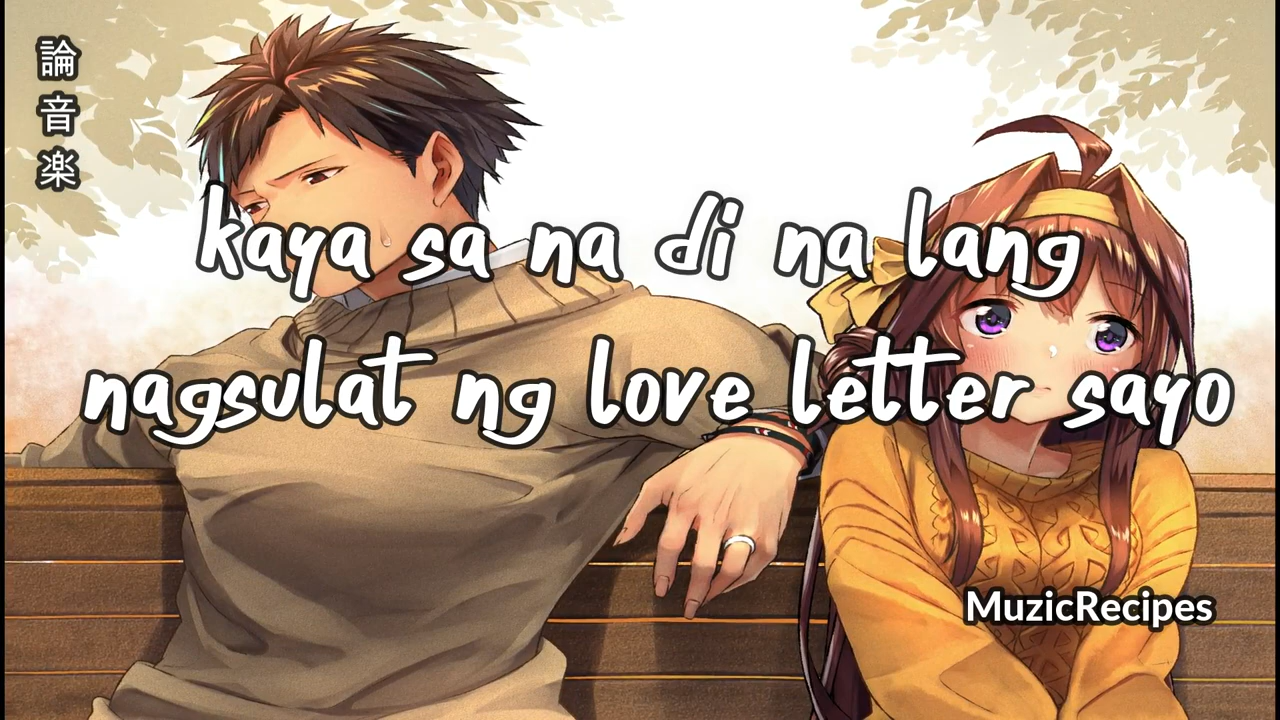 論音楽
kaya sa na di na lang
nagsulat ng love letter sayo
MuzicRecipes